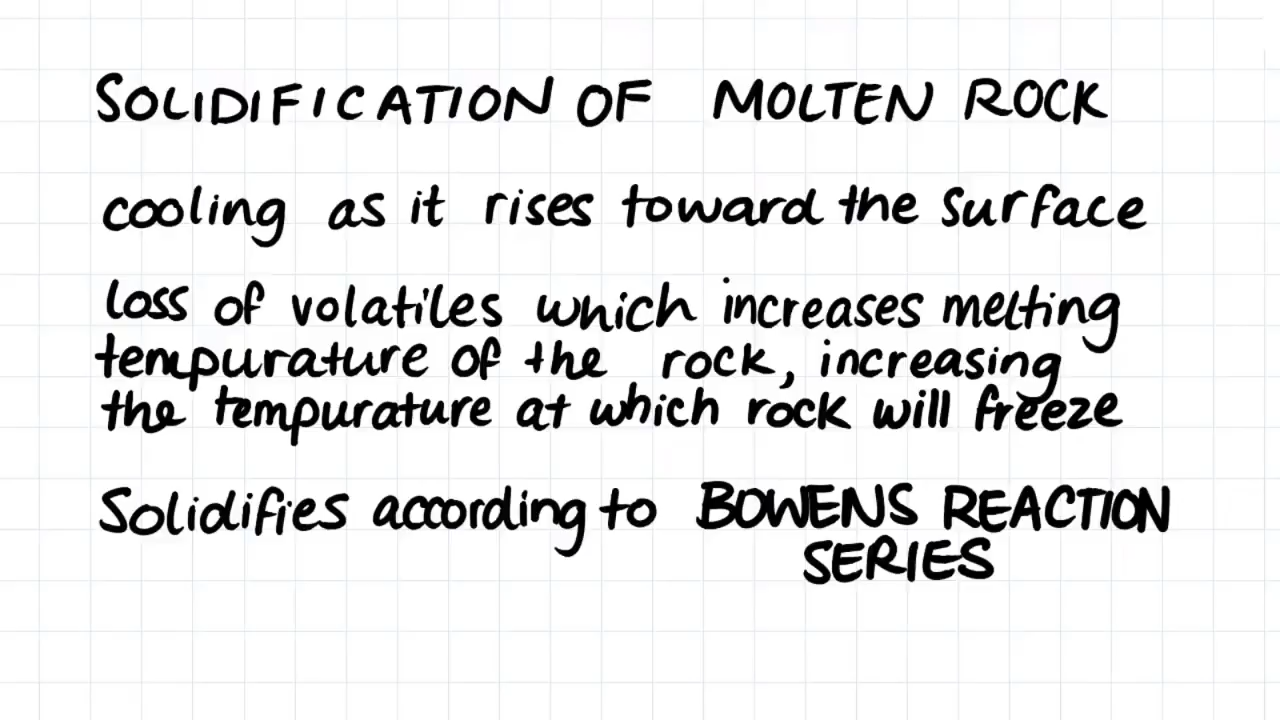 SOLIDIFICATION OF MOLTEN ROCK
cooling as it rises toward the surface
loss of volatiles which increases melting
tempurature of the rock, increasing
the tempurature at which rock will freeze
Solidifies according to BOWENS REACTION
SERIES